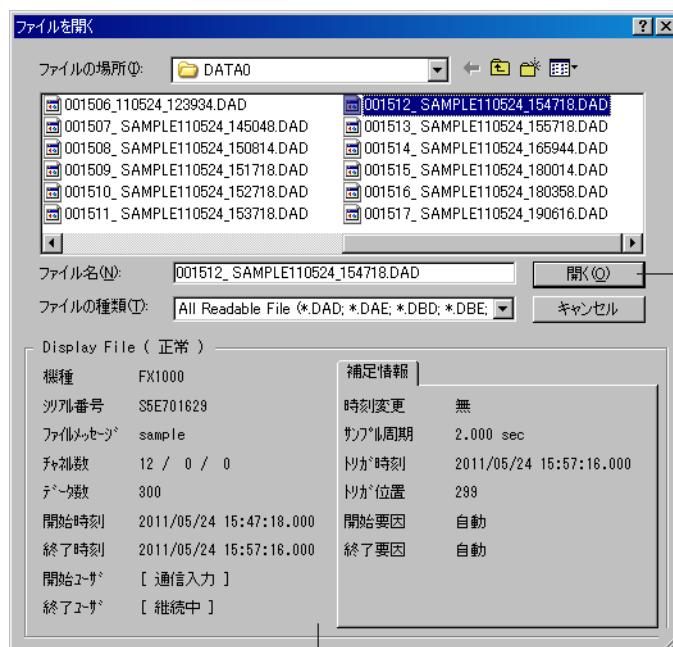 ファイルを開く
ファイルの場所(I):
DATA0
001506_110524_123934.DAD
001507_ SAMPLE110524_145048.DAD
001508_ SAMPLE110524_150814.DAD
001509_ SAMPLE110524_151718.DAD
001510_ SAMPLE110524_152718.DAD
001511_ SAMPLE110524_153718.DAD
001512_ SAMPLE110524_154718.DAD
001513_ SAMPLE110524_155718.DAD
001514_ SAMPLE110524_165944.DAD
001515_ SAMPLE110524_180014.DAD
001516_ SAMPLE110524_180358.DAD
001517_ SAMPLE110524_190616.DAD
ファイル名(N): 001512_ SAMPLE110524_154718.DAD 開く(O)
ファイルの種類(T): All Readable File (*.DAD; *.DAE; *.DBD; *.DBE; キャンセル
Display File ( 正常 )
機種 FX1000
ｼﾘｱﾙ番号 S5E701629
ﾌｧｲﾙﾒｯｾｰｼﾞ sample
ﾁｬﾈﾙ数 12 / 0 / 0
ﾃﾞｰﾀ数 300
開始時刻 2011/05/24 15:47:18.000
終了時刻 2011/05/24 15:57:16.000
開始ﾕｰｻﾞ [ 通信入力 ]
終了ﾕｰｻﾞ [ 継続中 ]
補足情報
時刻変更 無
ｻﾝﾌﾟﾙ周期 2.000 sec
ﾄﾘｶﾞ時刻 2011/05/24 15:57:16.000
ﾄﾘｶﾞ位置 299
開始要因 自動
終了要因 自動